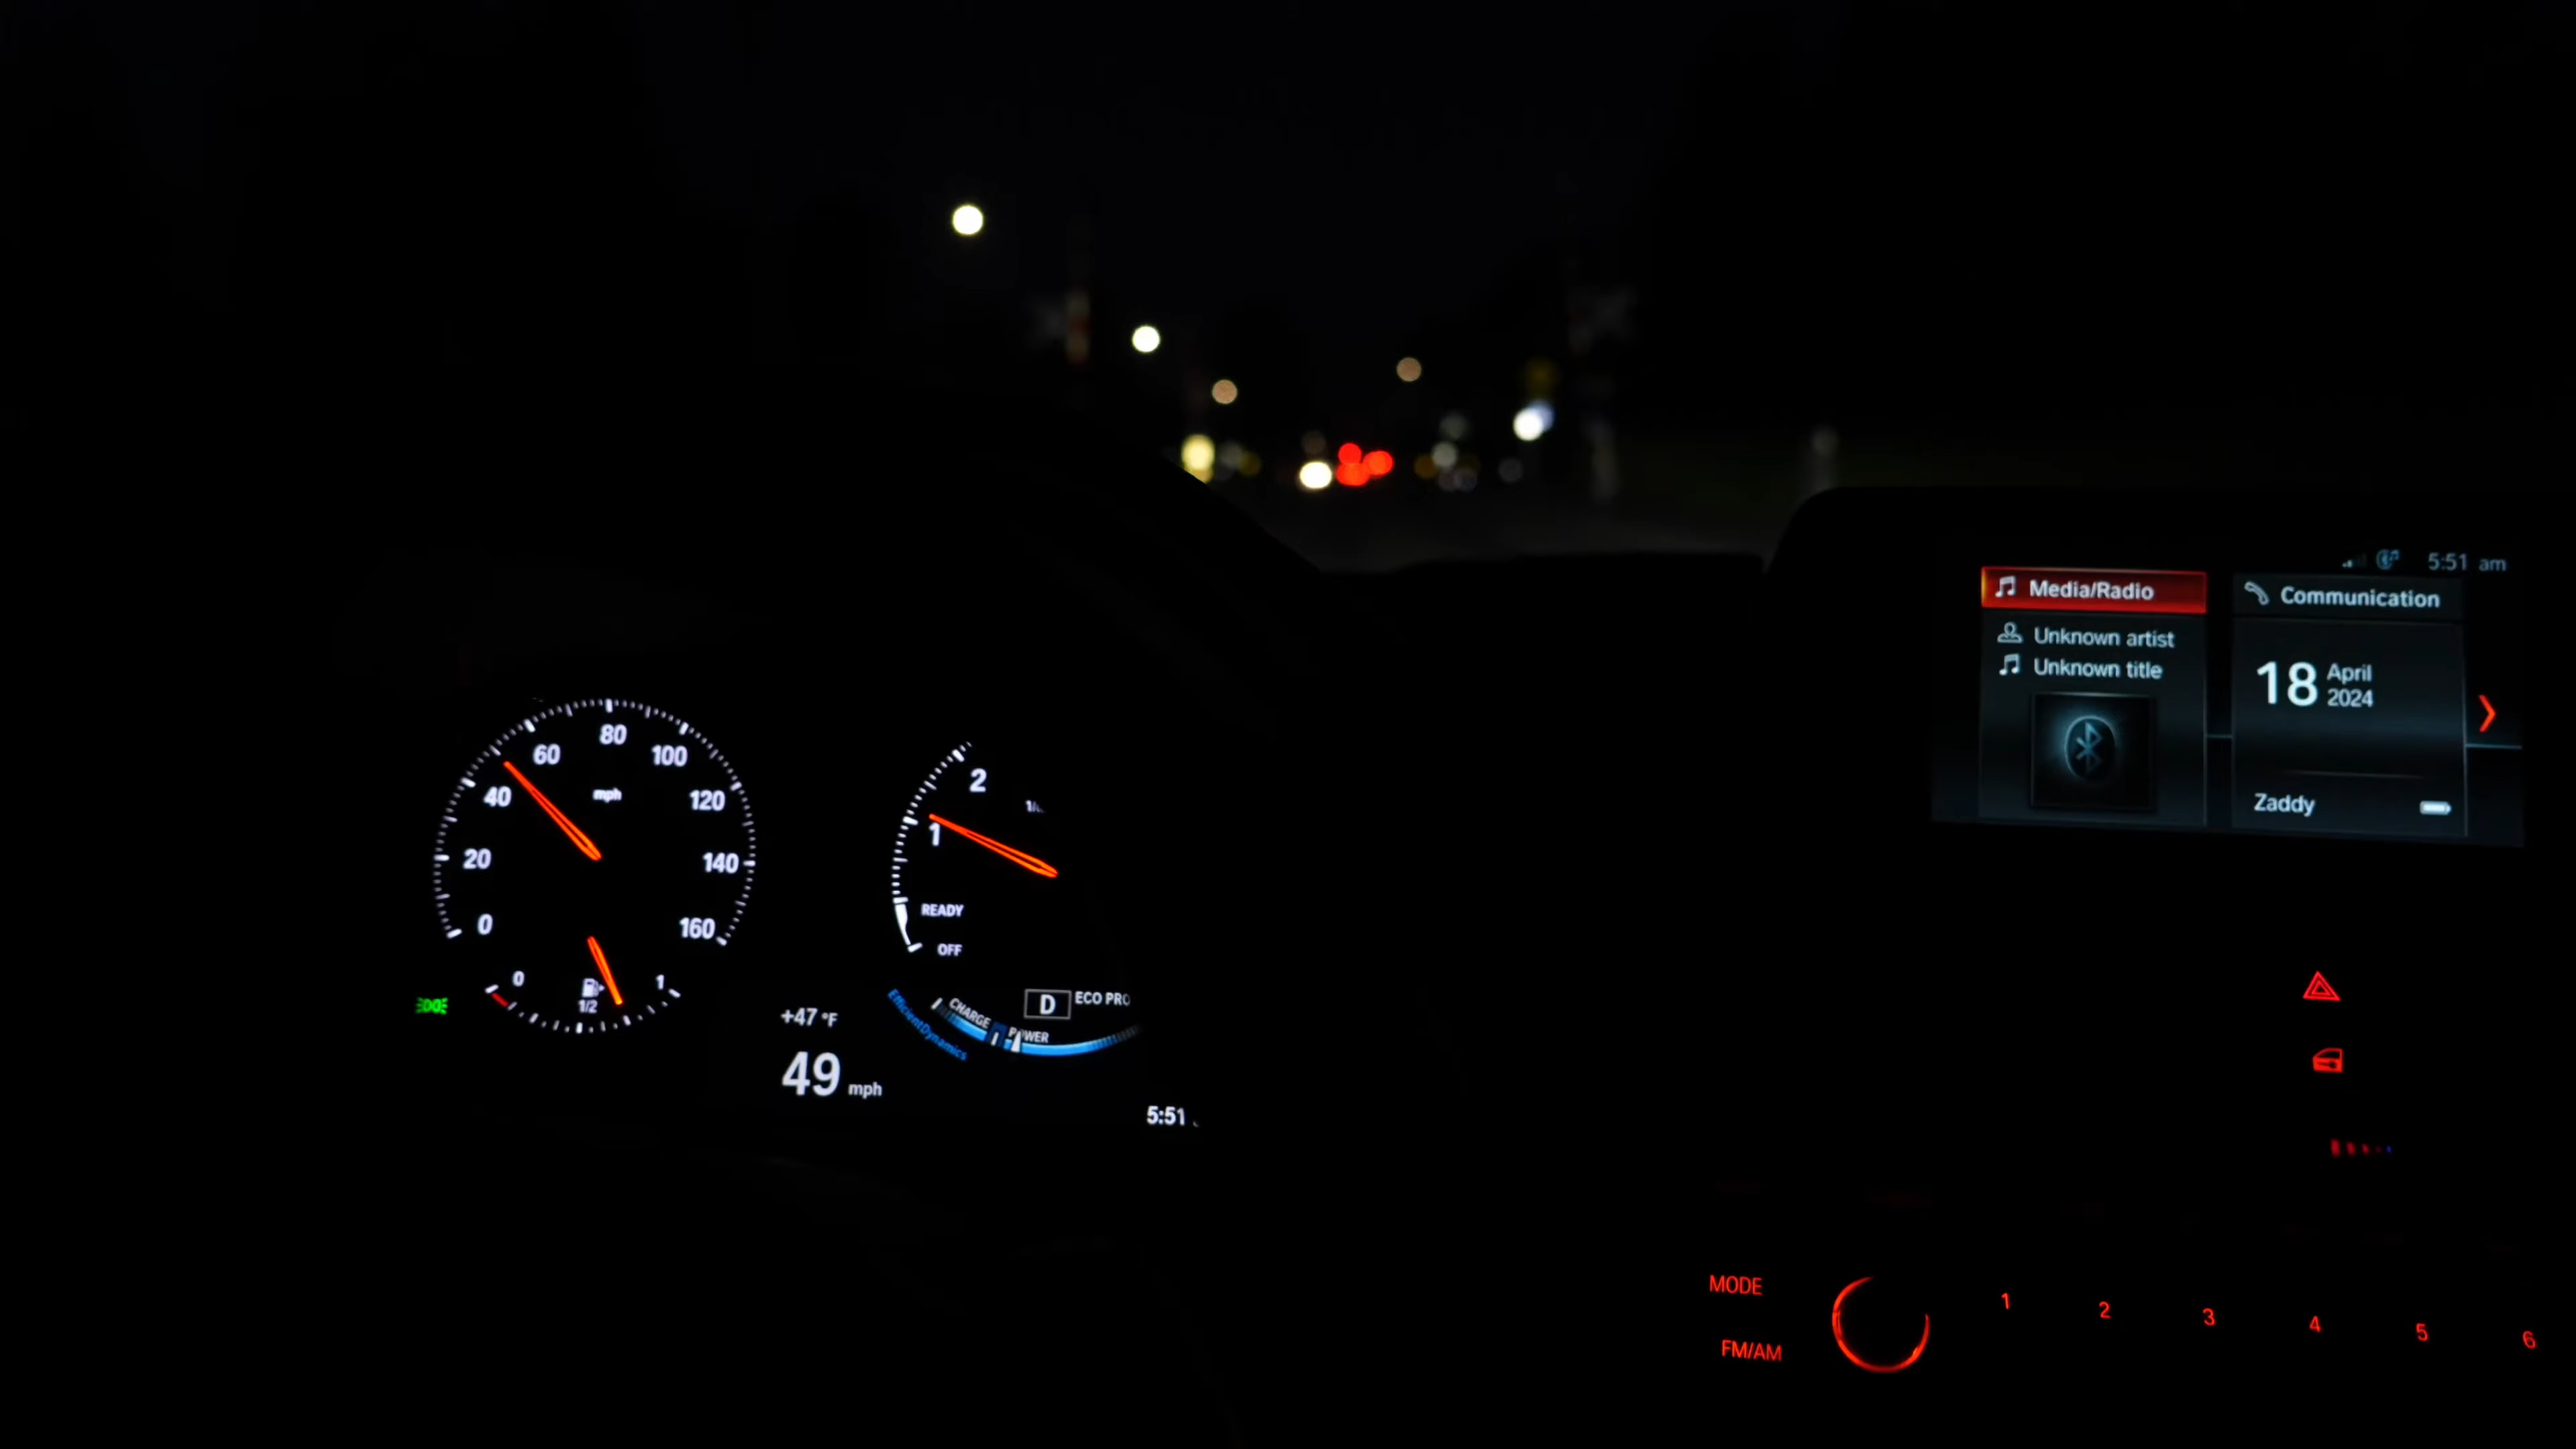 5:51 am
Media/Radio
Communication
Unknown artist
Unknown title
18
April
2024
Zaddy
0
20
40
60
80
100
120
140
160
mph
0
1/2
1
2
1
READY
OFF
D
ECO PRO
CHARGE
POWER
EfficientDynamics
+47 °F
49 mph
5:51
MODE
FM/AM
1
2
3
4
5
6